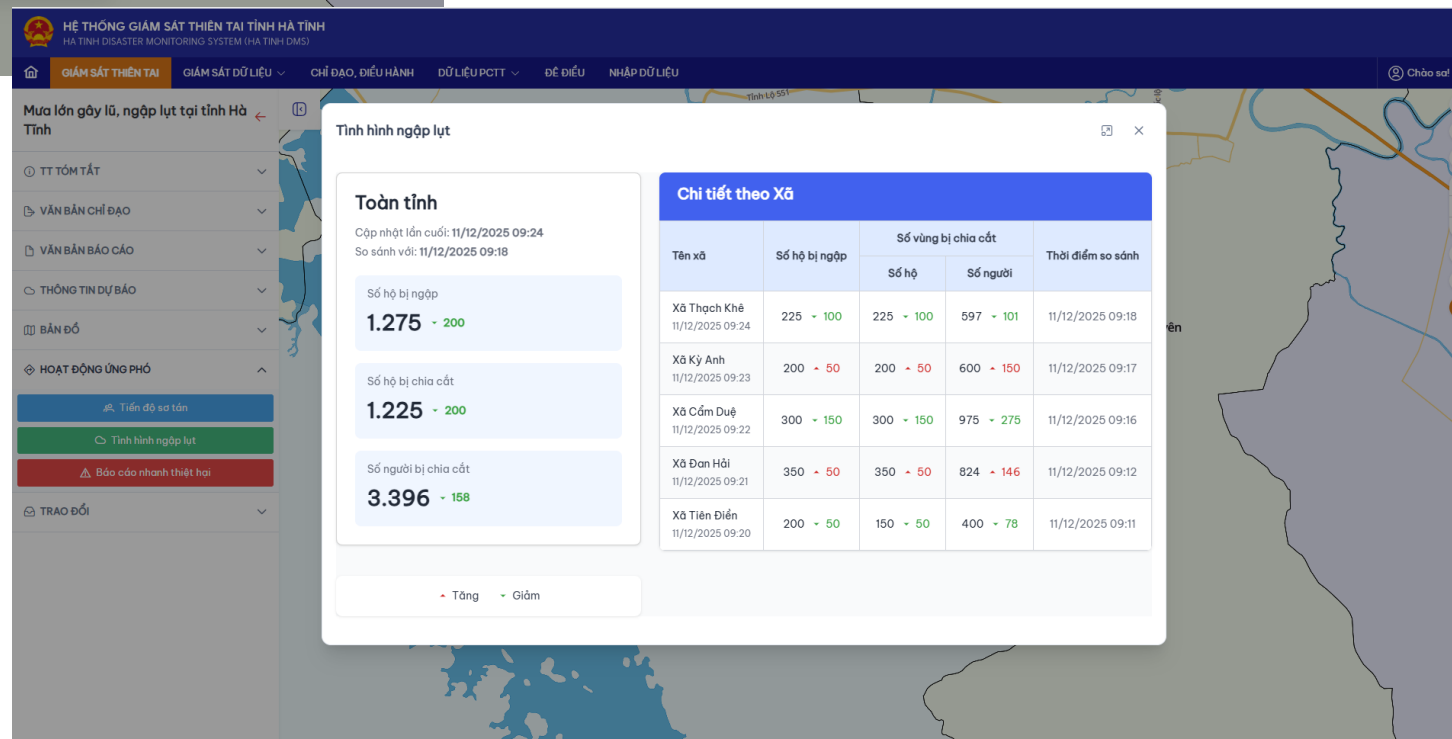 HỆ THỐNG GIÁM SÁT THIÊN TAI TỈNH HÀ TĨNH
HA TINH DISASTER MONITORING SYSTEM (HA TINH DMS)
GIÁM SÁT THIÊN TAI GIÁM SÁT DỮ LIỆU CHỈ ĐẠO, ĐIỀU HÀNH DỮ LIỆU PCTT ĐÊ ĐIỀU NHẬP DỮ LIỆU Chào sa!
Mưa lớn gây lũ, ngập lụt tại tỉnh Hà
Tĩnh
TT TÓM TẮT
VĂN BẢN CHỈ ĐẠO
VĂN BẢN BÁO CÁO
THÔNG TIN DỰ BÁO
BẢN ĐỒ
HOẠT ĐỘNG ỨNG PHÓ
Tiến độ sơ tán
Tình hình ngập lụt
Báo cáo nhanh thiệt hại
TRAO ĐỔI
Tỉnh Lộ 551
Tình hình ngập lụt
Toàn tỉnh
Cập nhật lần cuối: 11/12/2025 09:24
So sánh với: 11/12/2025 09:18
Số hộ bị ngập
1.275 200
Số hộ bị chia cắt
1.225 200
Số người bị chia cắt
3.396 158
Tăng Giảm
Chi tiết theo Xã
Tên xã Số hộ bị ngập Số vùng bị chia cắt Thời điểm so sánh
Số hộ Số người
Xã Thạch Khê 225 100 225 100 597 101 11/12/2025 09:18
11/12/2025 09:24
Xã Kỳ Anh 200 50 200 50 600 150 11/12/2025 09:17
11/12/2025 09:23
Xã Cẩm Duệ 300 150 300 150 975 275 11/12/2025 09:16
11/12/2025 09:22
Xã Đan Hải 350 50 350 50 824 146 11/12/2025 09:12
11/12/2025 09:21
Xã Tiên Điền 200 50 150 50 400 78 11/12/2025 09:11
11/12/2025 09:20
yên